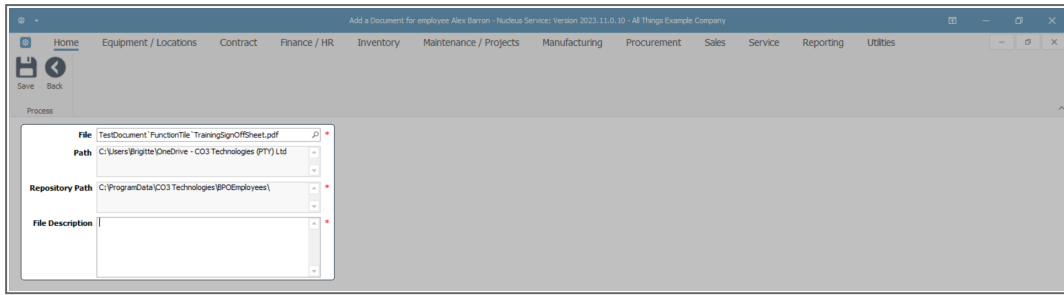 Add a Document for employee Alex Barron - Nucleus Service: Version 2023.11.0.10 - All Things Example Company
Home Equipment / Locations Contract Finance / HR Inventory Maintenance / Projects Manufacturing Procurement Sales Service Reporting Utilities
Save Back
Process
File TestDocument`FunctionTile`TrainingSignOffSheet.pdf *
Path C:\Users\Brigitte\OneDrive - CO3 Technologies (PTY) Ltd
Repository Path C:\ProgramData\CO3 Technologies\BPOEmployees\ *
File Description *